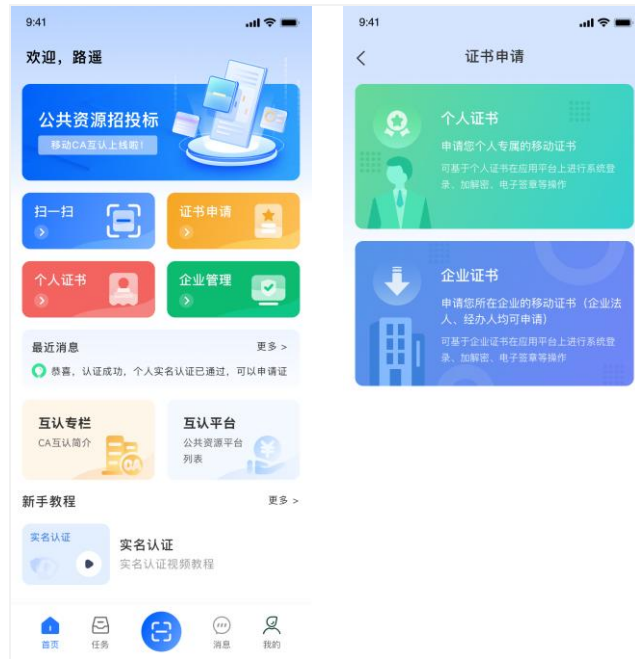 9:41
欢迎，路遥
公共资源招投标
移动CA互认上线啦！
扫一扫
证书申请
个人证书
企业管理
最近消息
更多 >
恭喜，认证成功，个人实名认证已通过，可以申请证
互认专栏
CA互认简介
CA
互认平台
公共资源平台
列表
新手教程
更多 >
实名认证
实名认证
实名认证视频教程
首页
任务
消息
我的
9:41
证书申请
个人证书
申请您个人专属的移动证书
可基于个人证书在应用平台上进行系统登
录、加解密、电子签章等操作
企业证书
申请您所在企业的移动证书（企业法
人、经办人均可申请）
可基于企业证书在应用平台上进行系统登
录、加解密、电子签章等操作